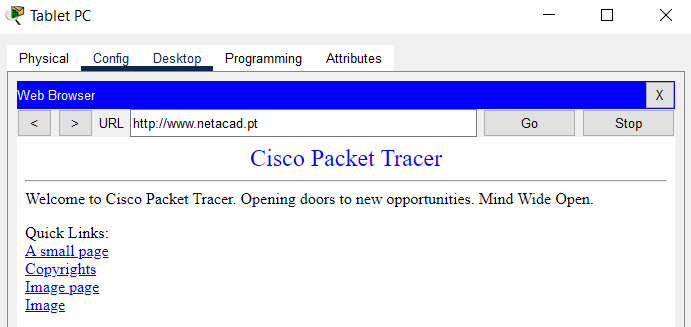 Tablet PC
Physical Config Desktop Programming Attributes
Web Browser X
< > URL http://www.netacad.pt Go Stop
Cisco Packet Tracer
Welcome to Cisco Packet Tracer. Opening doors to new opportunities. Mind Wide Open.
Quick Links:
A small page
Copyrights
Image page
Image